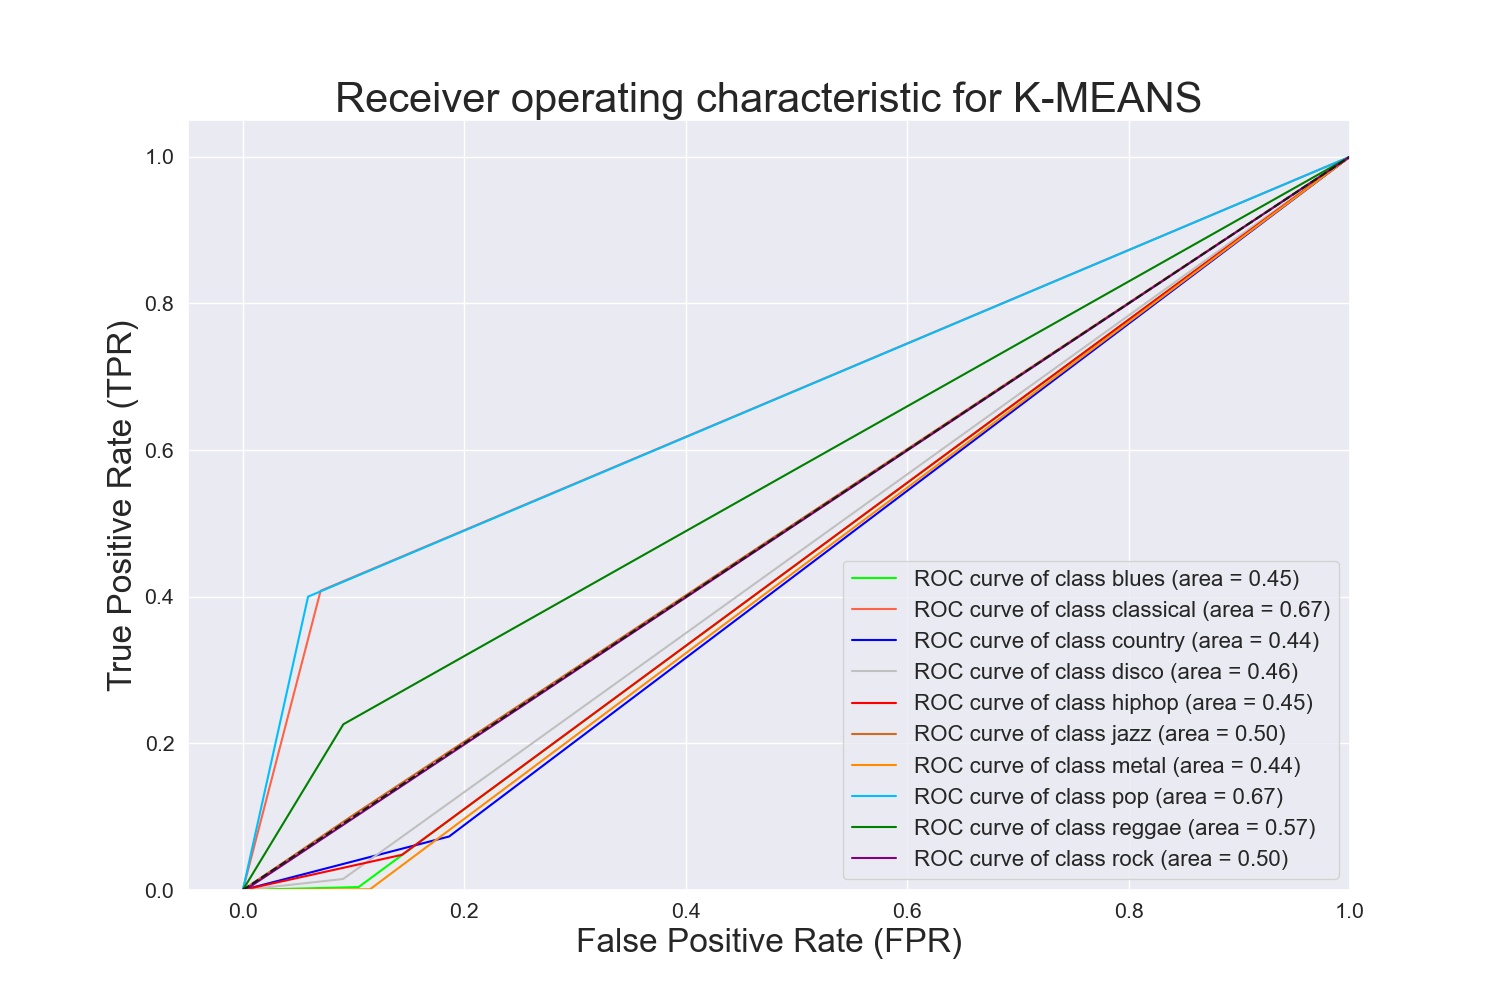 Receiver operating characteristic for K-MEANS
True Positive Rate (TPR)
1.0
0.8
0.6
0.4
0.2
0.0
ROC curve of class blues (area = 0.45)
ROC curve of class classical (area = 0.67)
ROC curve of class country (area = 0.44)
ROC curve of class disco (area = 0.46)
ROC curve of class hiphop (area = 0.45)
ROC curve of class jazz (area = 0.50)
ROC curve of class metal (area = 0.44)
ROC curve of class pop (area = 0.67)
ROC curve of class reggae (area = 0.57)
ROC curve of class rock (area = 0.50)
0.0 0.2 0.4 0.6 0.8 1.0
False Positive Rate (FPR)